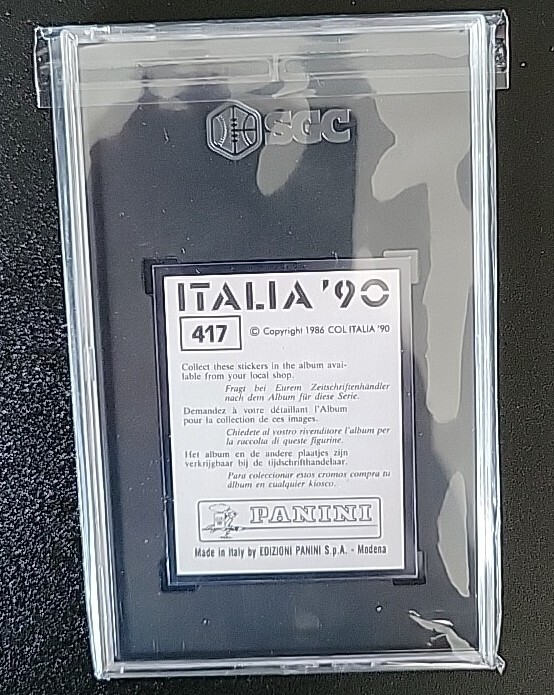 SGC
ITALIA '90
417 © Copyright 1986 COL ITALIA '90
Collect these stickers in the album avai-
lable from your local shop.
Fragt bei Eurem Zeitschriftenhändler
nach dem Album für diese Serie.
Demandez à votre détaillant l'Album
pour la collection de ces images.
Chiedete al vostro rivenditore l'album per
la raccolta di queste figurine.
Het album en de andere plaatjes zijn
verkrijgbaar bij de tijdschrifthandelaar.
Para coleccionar estos cromos compra tu
álbum en cualquier kiosco.
PANINI
Made in Italy by EDIZIONI PANINI S.p.A. - Modena